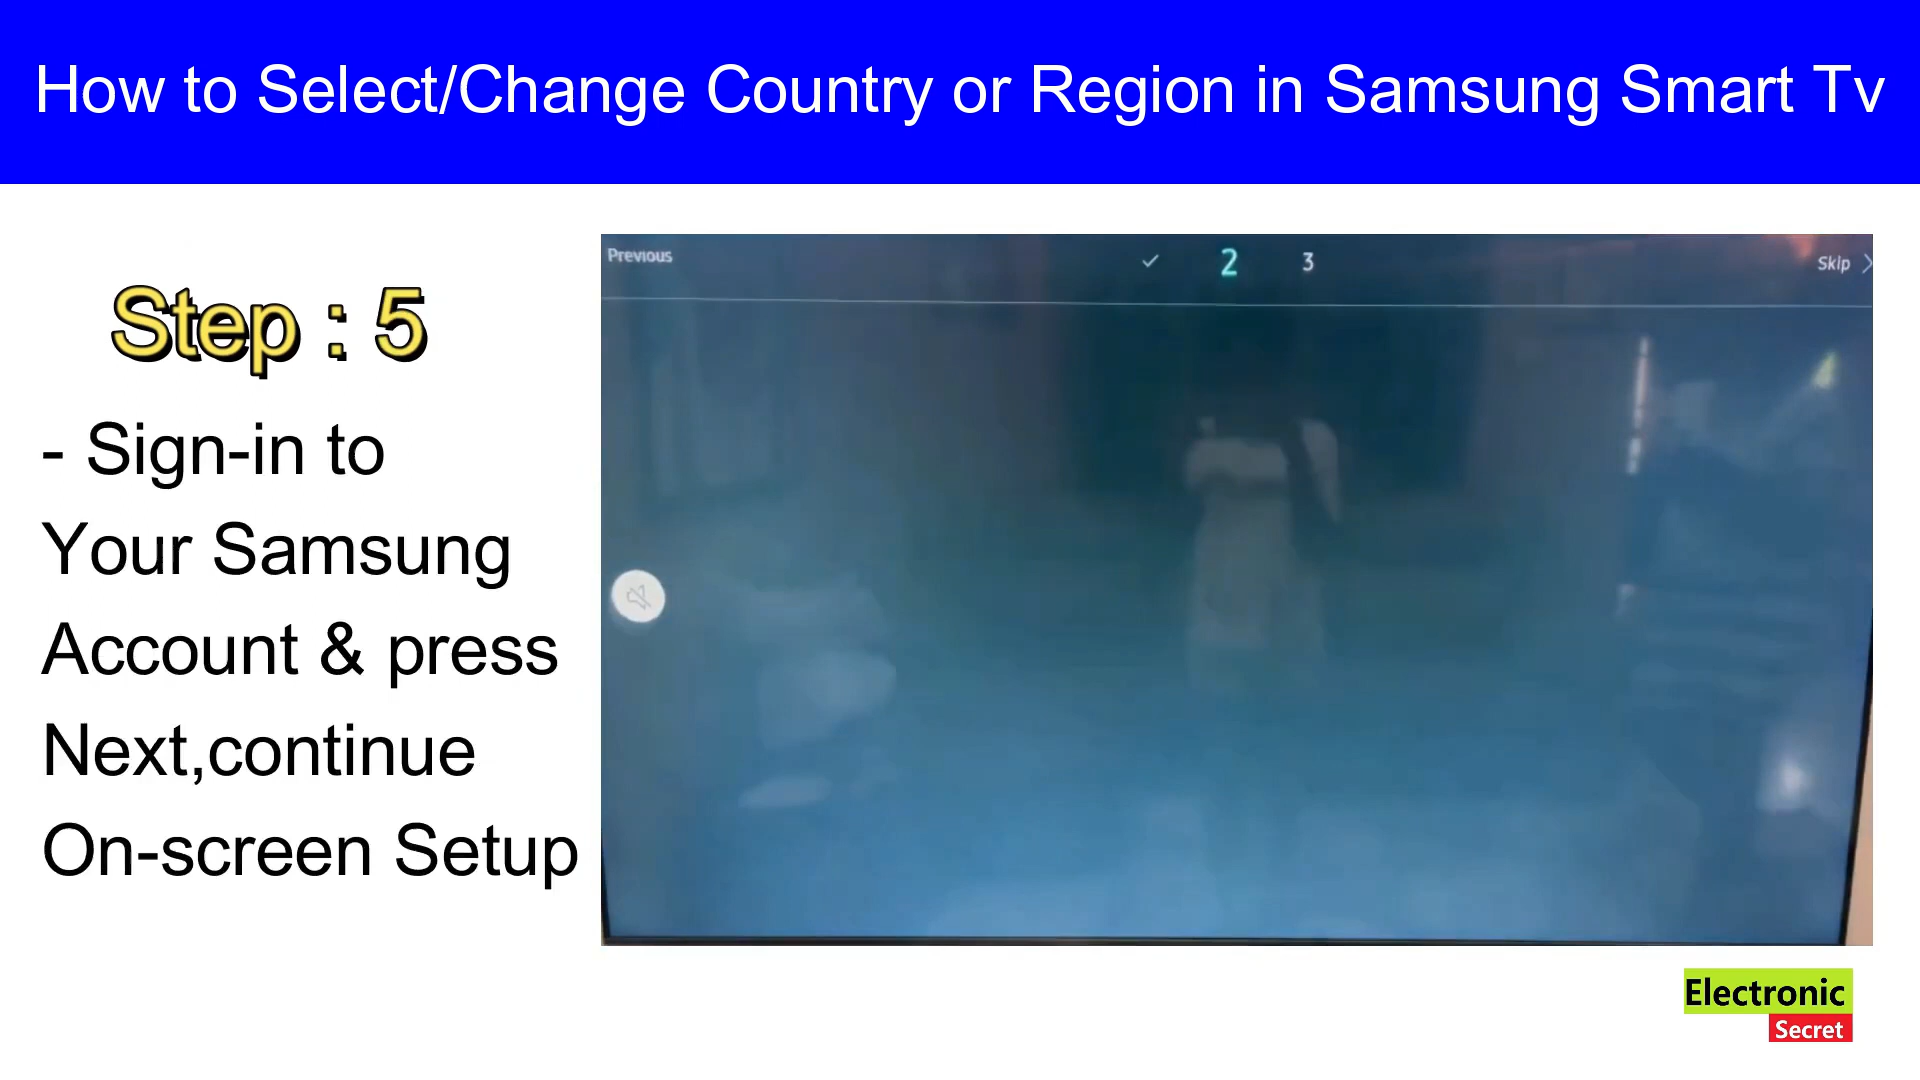 How to Select/Change Country or Region in Samsung Smart Tv
Step : 5
- Sign-in to
Your Samsung
Account & press
Next,continue
On-screen Setup
Previous
2
3
Skip
Electronic
Secret